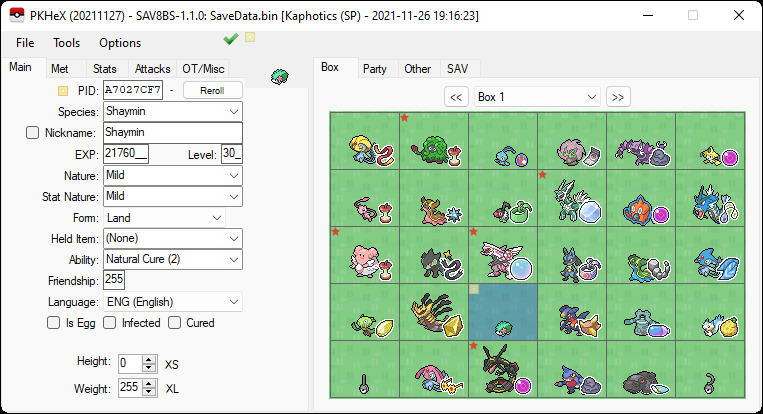 PKHeX (20211127) - SAV8BS-1.1.0: SaveData.bin [Kaphotics (SP) - 2021-11-26 19:16:23]
File Tools Options
Main Met Stats Attacks OT/Misc
PID: A7027CF7 - Reroll
Species: Shaymin
Nickname: Shaymin
EXP: 21760__ Level: 30_
Nature: Mild
Stat Nature: Mild
Form: Land
Held Item: (None)
Ability: Natural Cure (2)
Friendship: 255
Language: ENG (English)
Is Egg Infected Cured
Height: 0 XS
Weight: 255 XL
Box Party Other SAV
<< Box 1 >>